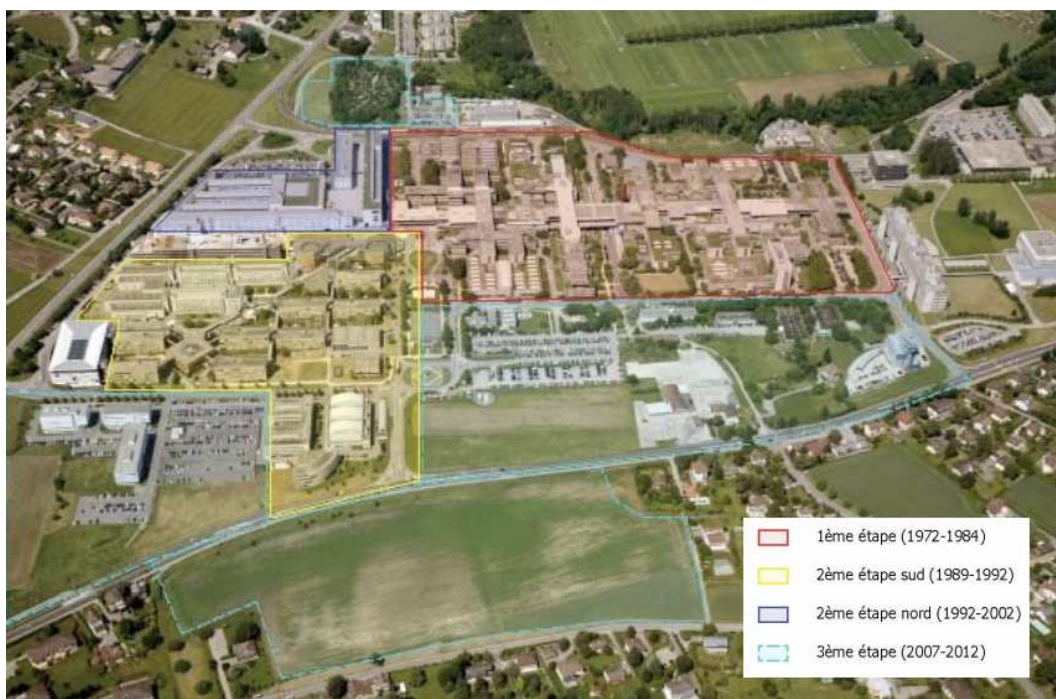 1ème étape (1972-1984)
2ème étape sud (1989-1992)
2ème étape nord (1992-2002)
3ème étape (2007-2012)